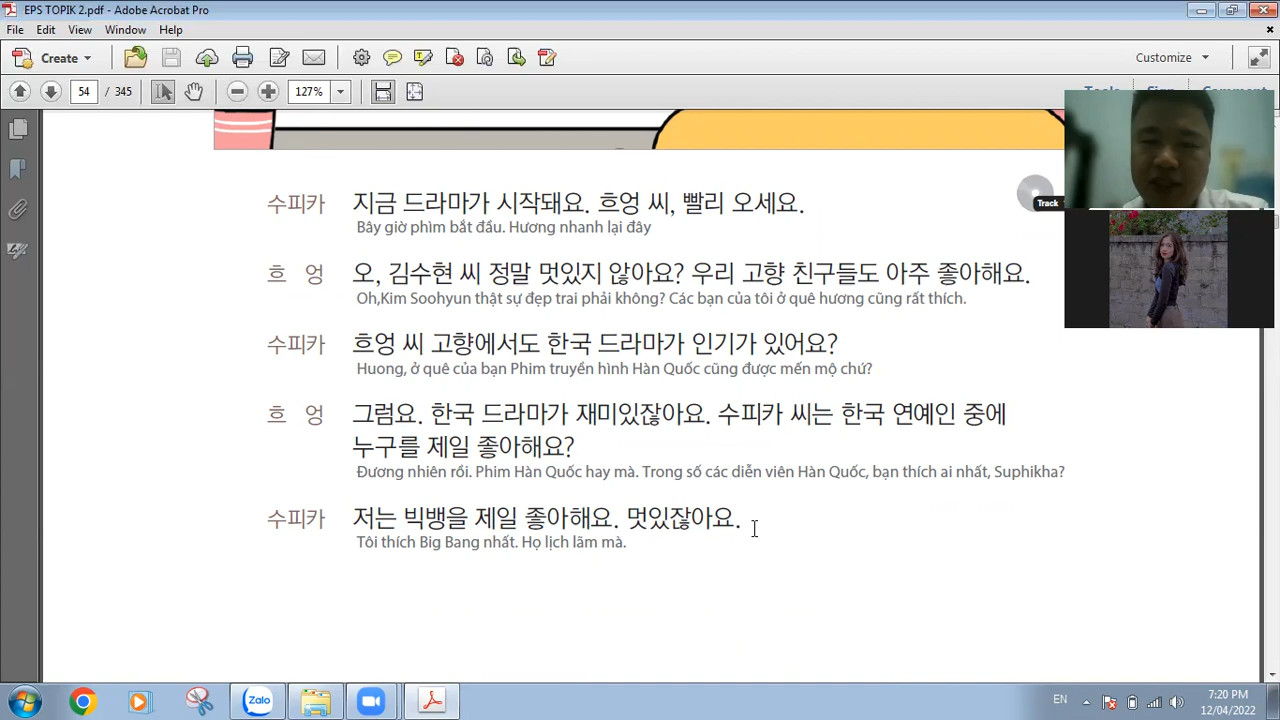 EPS TOPIK 2.pdf - Adobe Acrobat Pro
File Edit View Window Help
Create
Customize
54 / 345
127%
Tools Sign Comment
수피카 지금 드라마가 시작돼요. 흐엉 씨, 빨리 오세요.
Bây giờ phìm bắt đầu. Hương nhanh lại đây
Track
흐 엉 오, 김수현 씨 정말 멋있지 않아요? 우리 고향 친구들도 아주 좋아해요.
Oh,Kim Soohyun thật sự đẹp trai phải không? Các bạn của tôi ở quê hương cũng rất thích.
수피카 흐엉 씨 고향에서도 한국 드라마가 인기가 있어요?
Huong, ở quê của bạn Phim truyền hình Hàn Quốc cũng được mến mộ chứ?
흐 엉 그럼요. 한국 드라마가 재미있잖아요. 수피카 씨는 한국 연예인 중에
누구를 제일 좋아해요?
Đương nhiên rồi. Phim Hàn Quốc hay mà. Trong số các diễn viên Hàn Quốc, bạn thích ai nhất, Suphikha?
수피카 저는 빅뱅을 제일 좋아해요. 멋있잖아요.
Tôi thích Big Bang nhất. Họ lịch lãm mà.
Zalo
EN
7:20 PM
12/04/2022